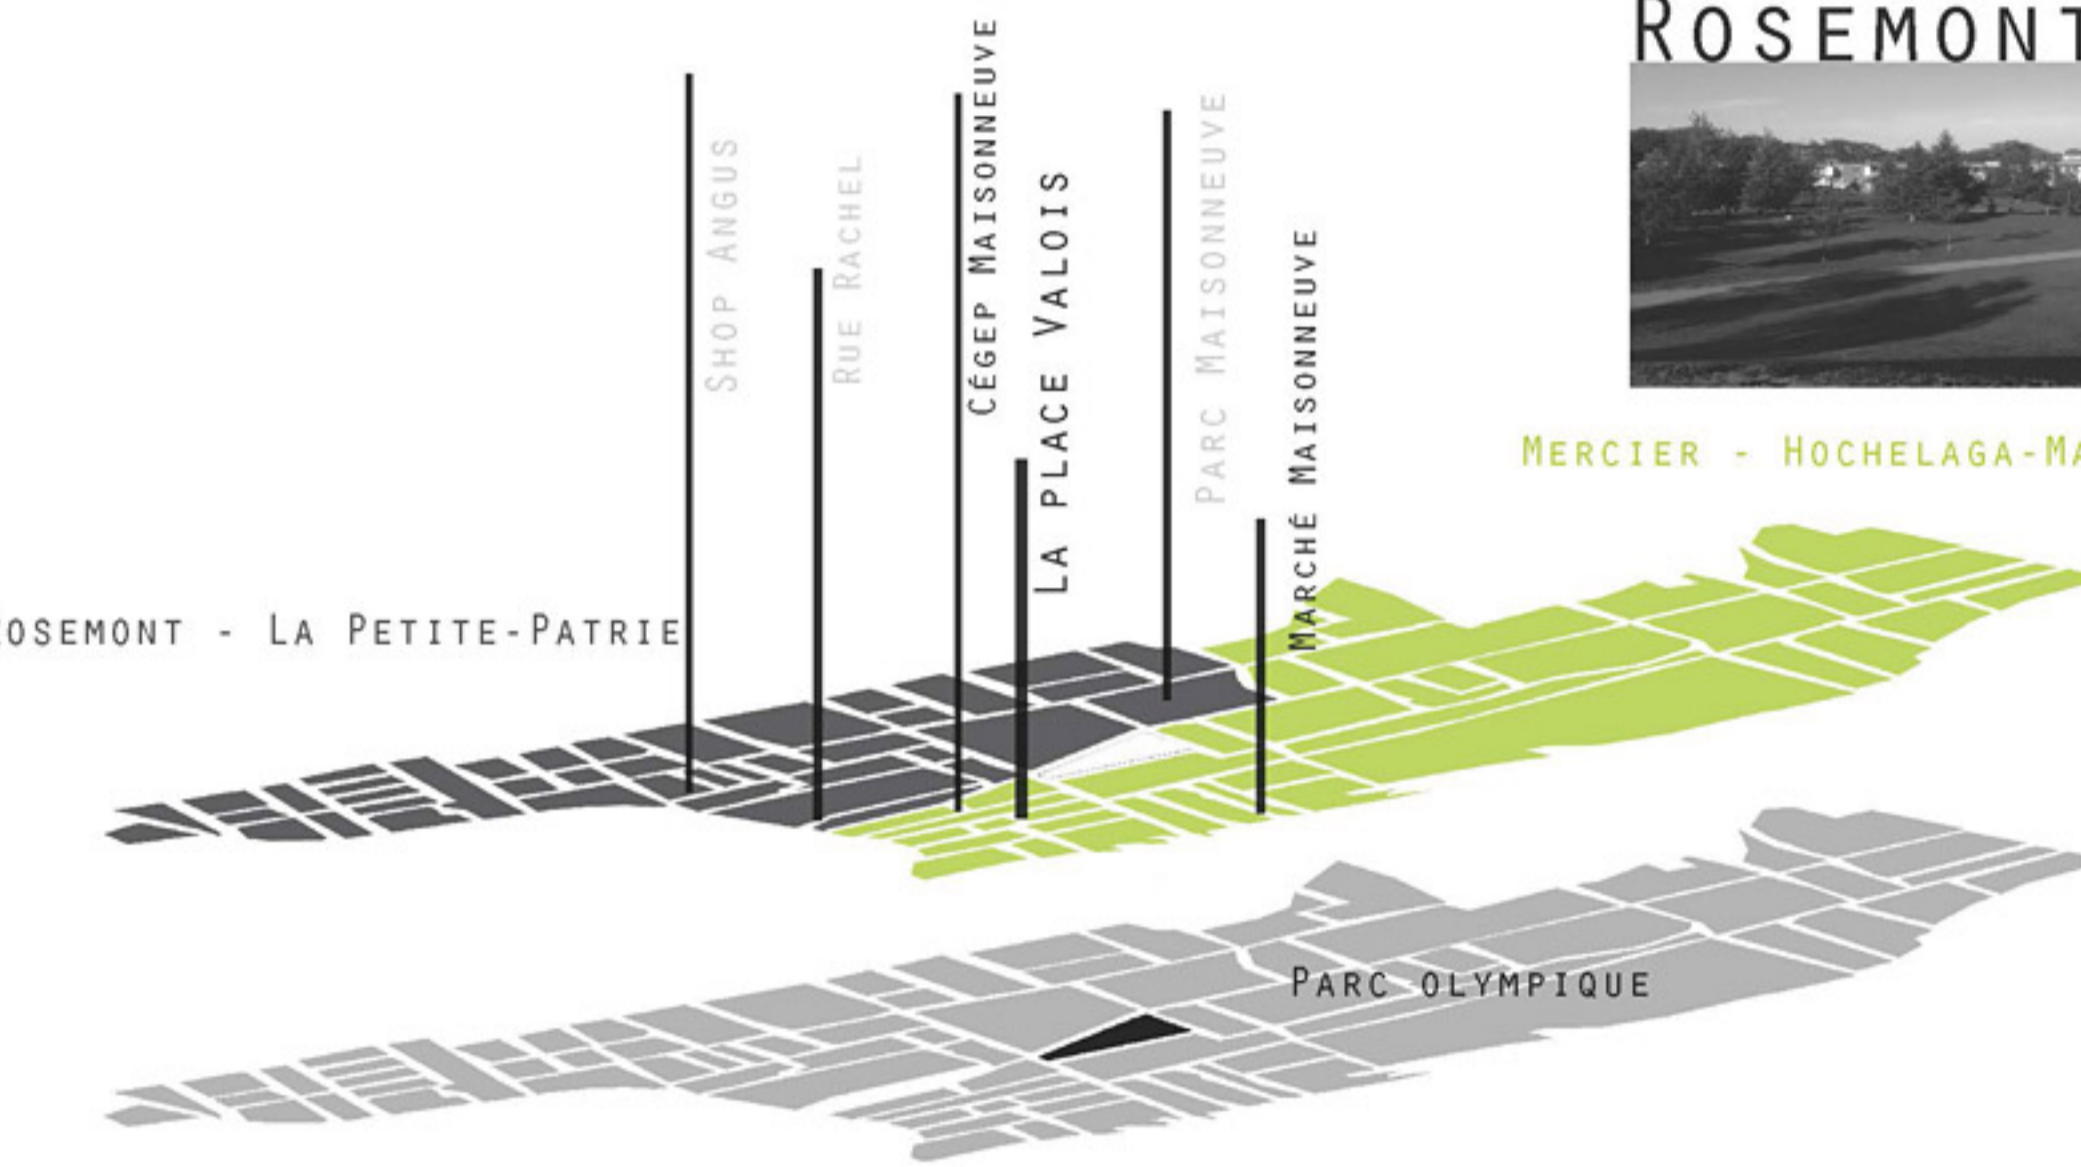 ROSEMONT
SHOP ANGUS
RUE RACHEL
CÉGEP MAISONNEUVE
LA PLACE VALOIS
PARC MAISONNEUVE
MARCHÉ MAISONNEUVE
MERCIER - HOCHELAGA-MA
OSEMONT - LA PETITE-PATRIE
PARC OLYMPIQUE